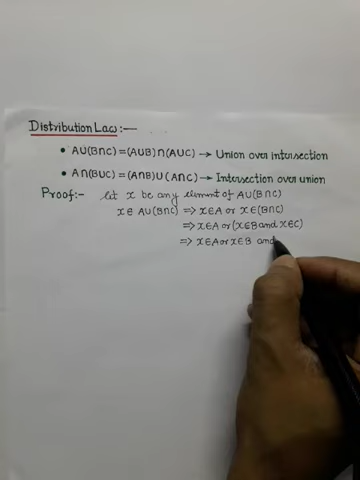 Distribution Law:-
• A∪(B∩C)=(A∪B)∩(A∪C) → Union over intersection
• A∩(B∪C)=(A∩B)∪(A∩C) → Intersection over union
Proof:- let x be any element of A∪(B∩C)
x∈ A∪(B∩C) ⇒ x∈A or x∈(B∩C)
⇒ x∈A or (x∈B and x∈C)
⇒ x∈A or x∈B and